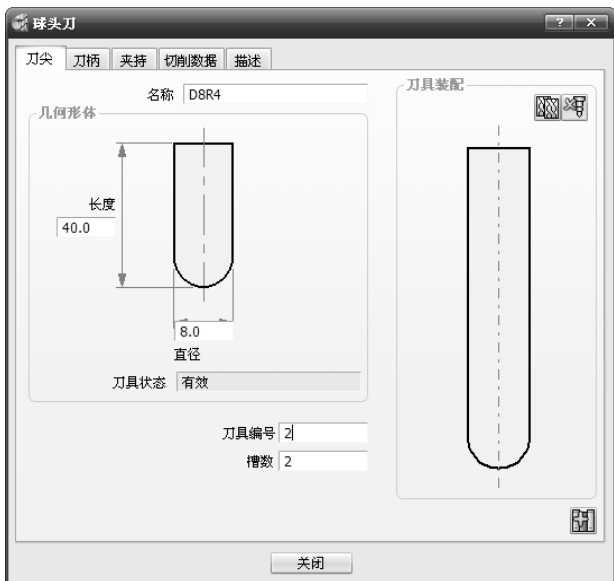 球头刀
刀尖 刀柄 夹持 切削数据 描述
名称 D8R4
几何形体
长度
40.0
8.0
直径
刀具状态 有效
刀具编号 2
槽数 2
刀具装配
关闭